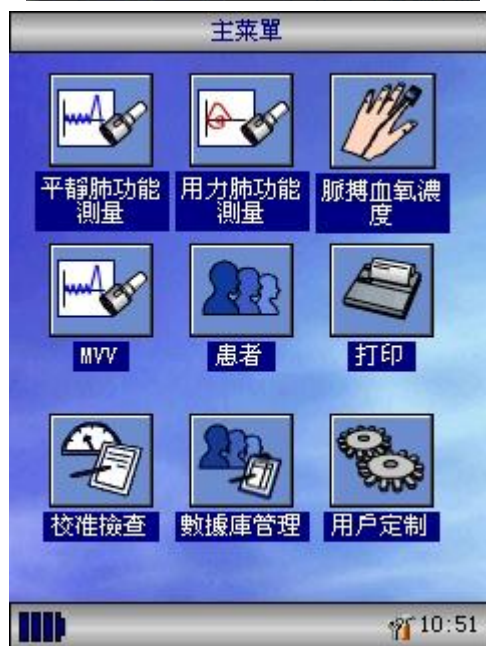 主菜單
平靜肺功能
測量
用力肺功能
測量
脈搏血氧濃
度
MVV
患者
打印
校准檢查
數據庫管理
用戶定制
10:51